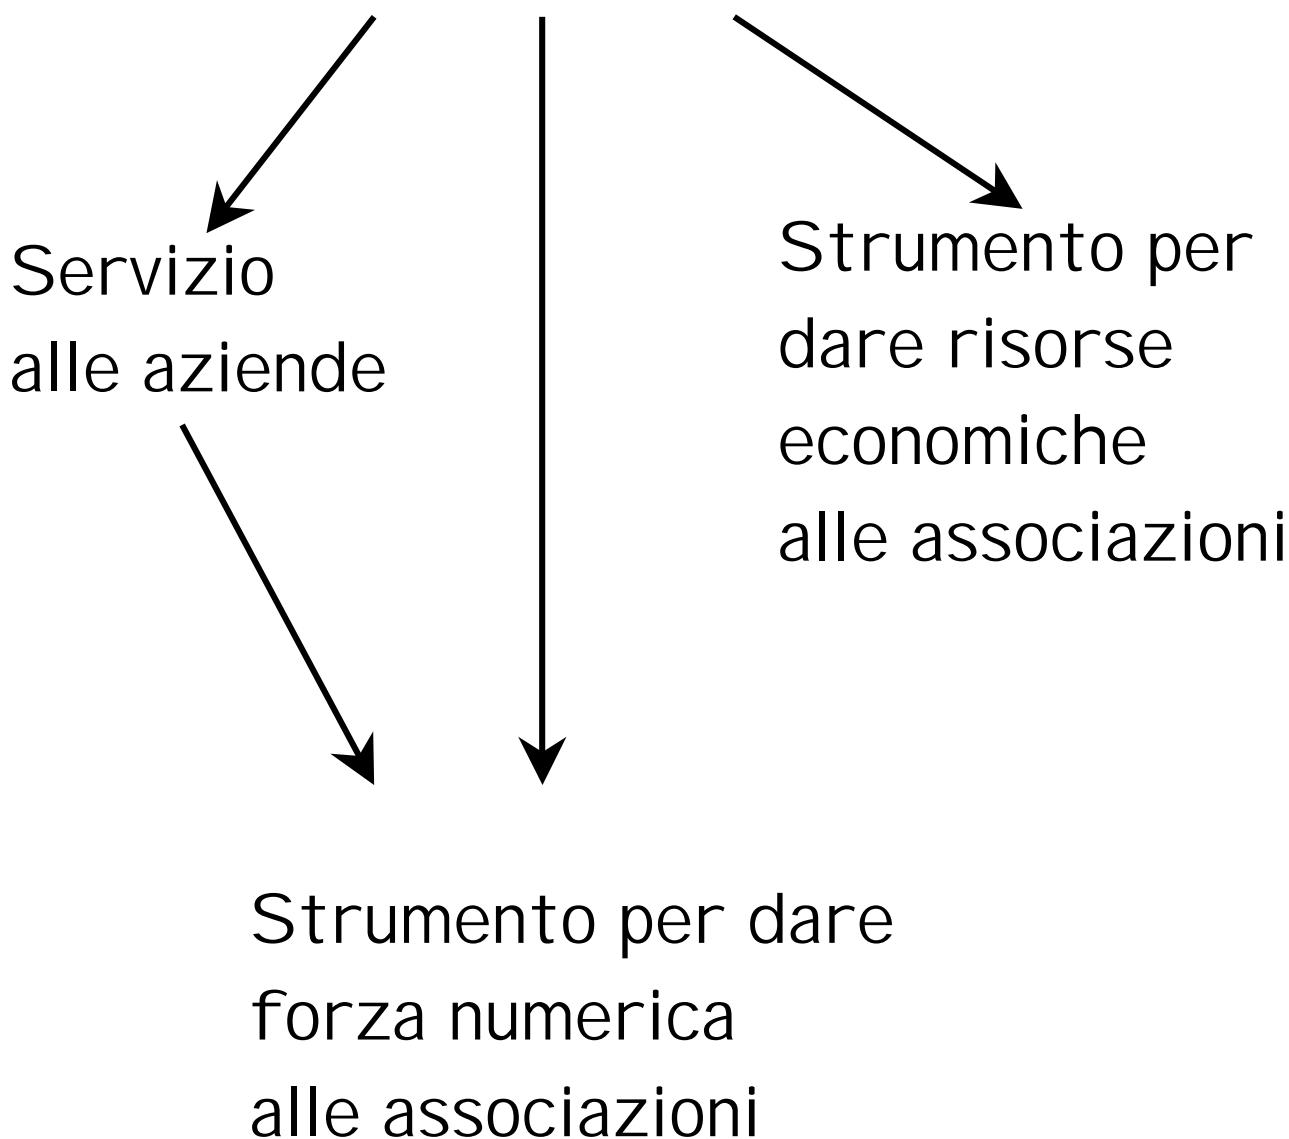 Servizio
alle aziende
Strumento per
dare risorse
economiche
alle associazioni
Strumento per dare
forza numerica
alle associazioni